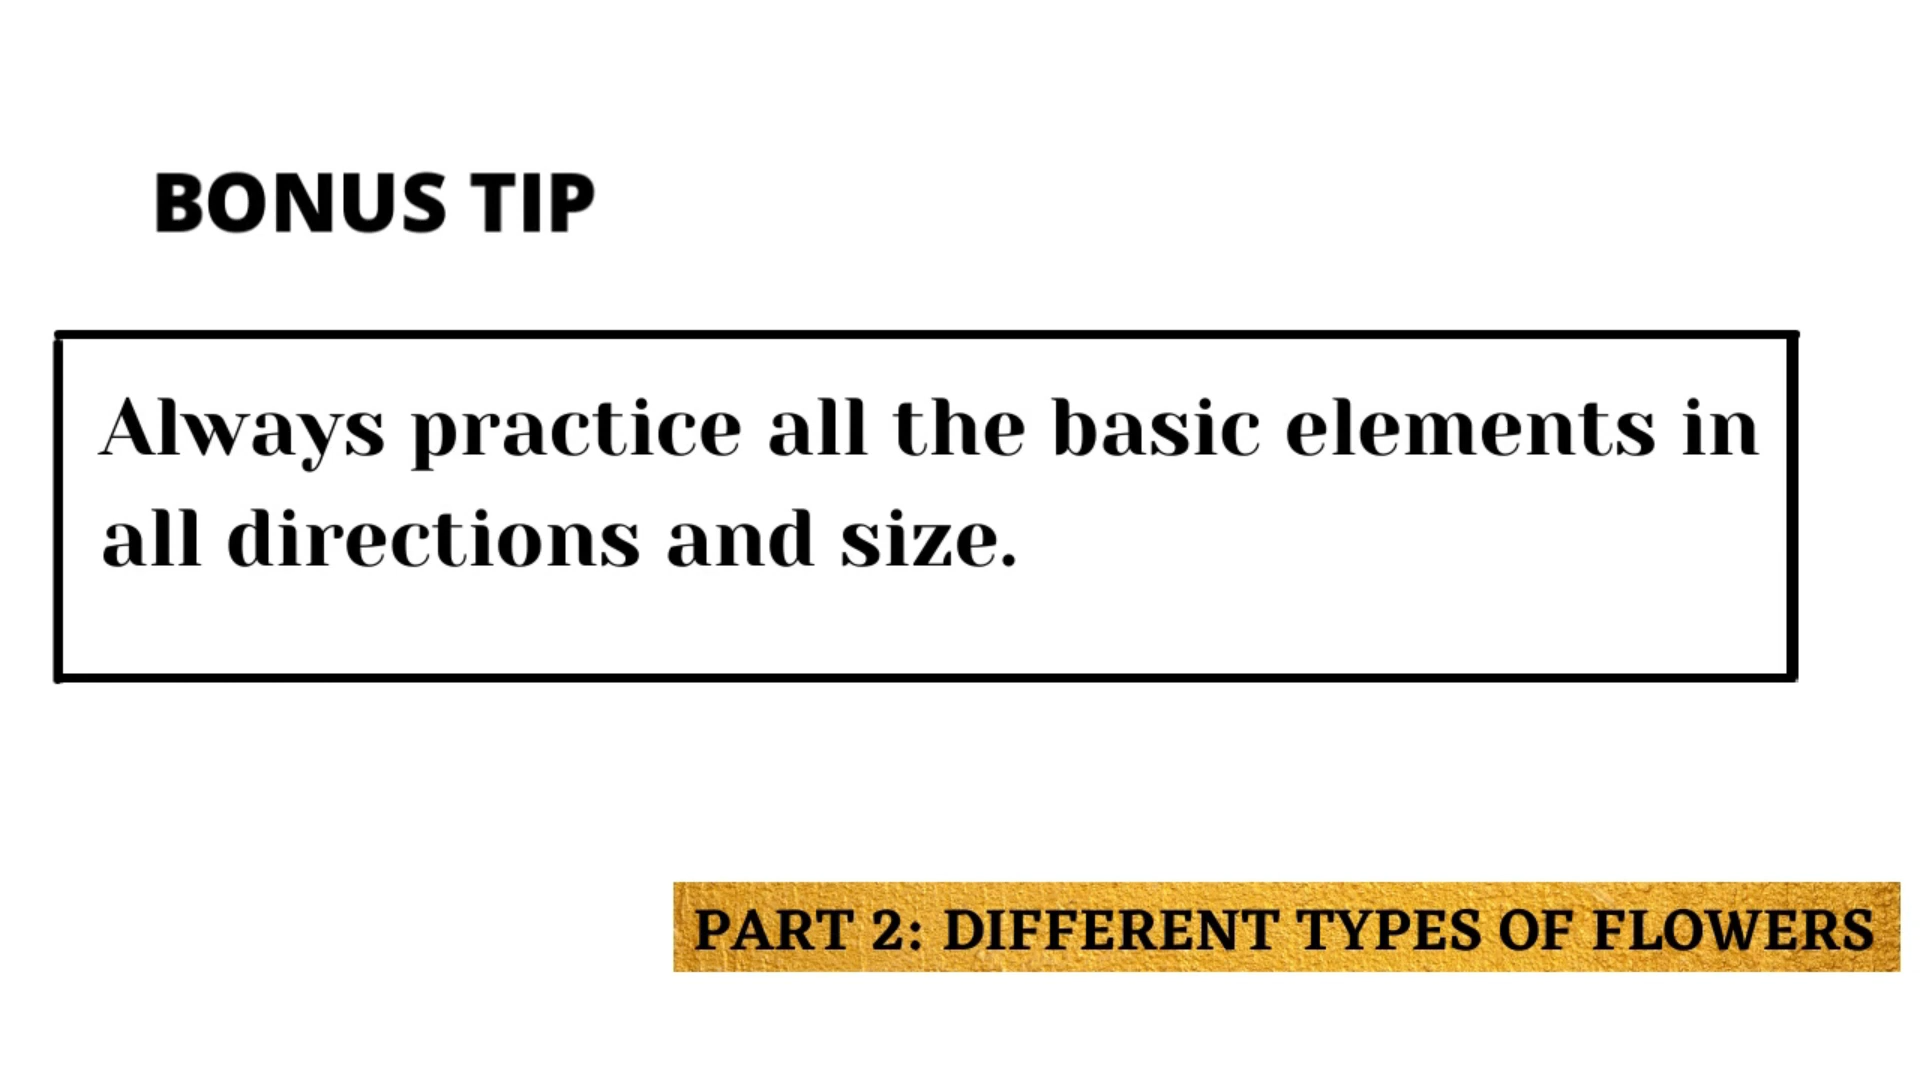 BONUS TIP
Always practice all the basic elements in
all directions and size.
PART 2: DIFFERENT TYPES OF FLOWERS